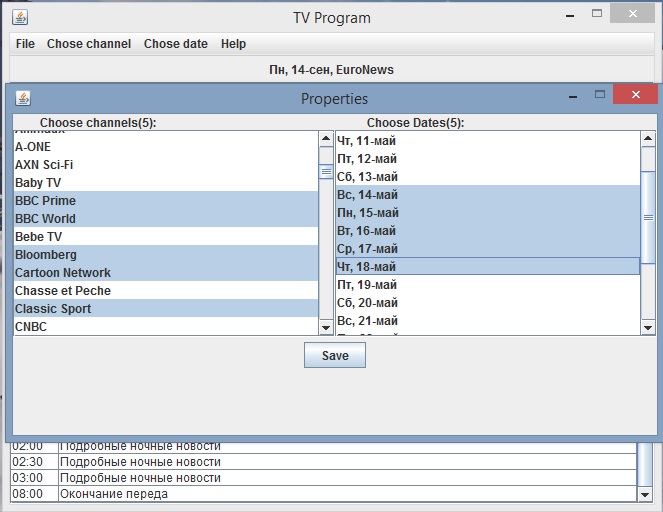 TV Program
File Chose channel Chose date Help
Пн, 14-сен, EuroNews
Properties
Choose channels(5):
A-ONE
AXN Sci-Fi
Baby TV
BBC Prime
BBC World
Bebe TV
Bloomberg
Cartoon Network
Chasse et Peche
Classic Sport
CNBC
Choose Dates(5):
Чт, 11-май
Пт, 12-май
Сб, 13-май
Вс, 14-май
Пн, 15-май
Вт, 16-май
Ср, 17-май
Чт, 18-май
Пт, 19-май
Сб, 20-май
Вс, 21-май
Save
02:00 Подробные ночные новости
02:30 Подробные ночные новости
03:00 Подробные ночные новости
08:00 Окончание переда